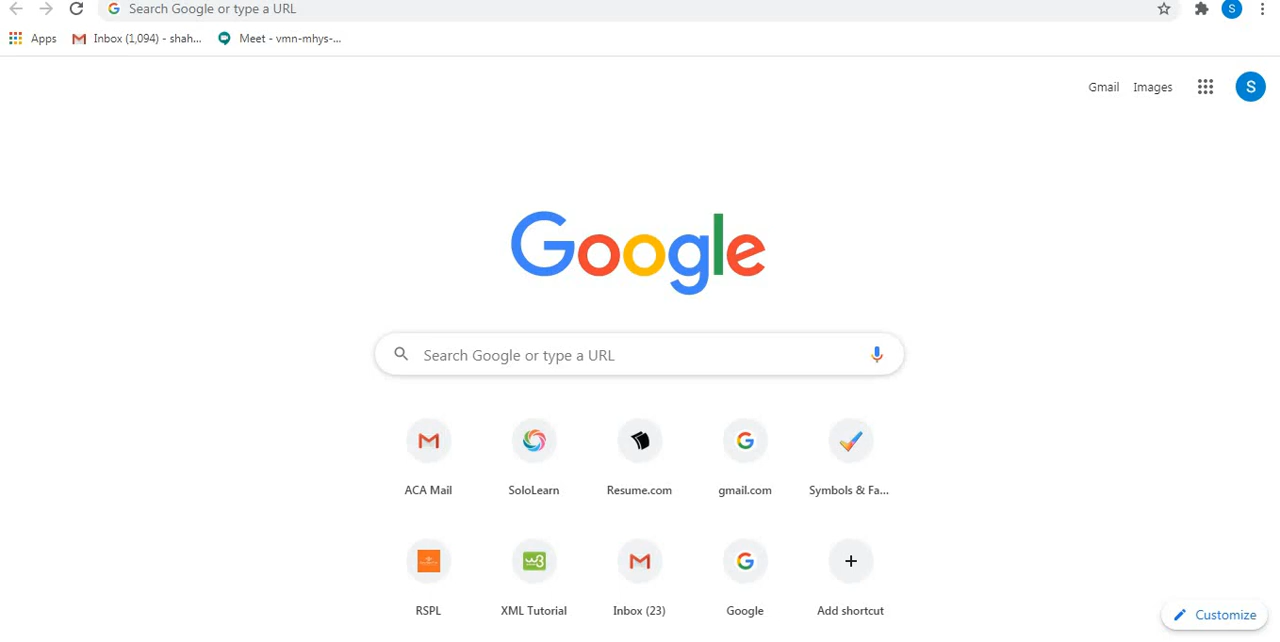 Search Google or type a URL
S
Apps
Inbox (1,094) - shah...
Meet - vmn-mhys-...
Gmail
Images
S
Google
Search Google or type a URL
ACA Mail
SoloLearn
Resume.com
gmail.com
Symbols & Fa...
w3
RSPL
XML Tutorial
Inbox (23)
Google
Add shortcut
Customize